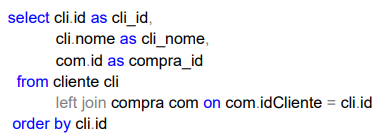 select cli.id as cli_id,
cli.nome as cli_nome,
com.id as compra_id
from cliente cli
left join compra com on com.idCliente = cli.id
order by cli.id